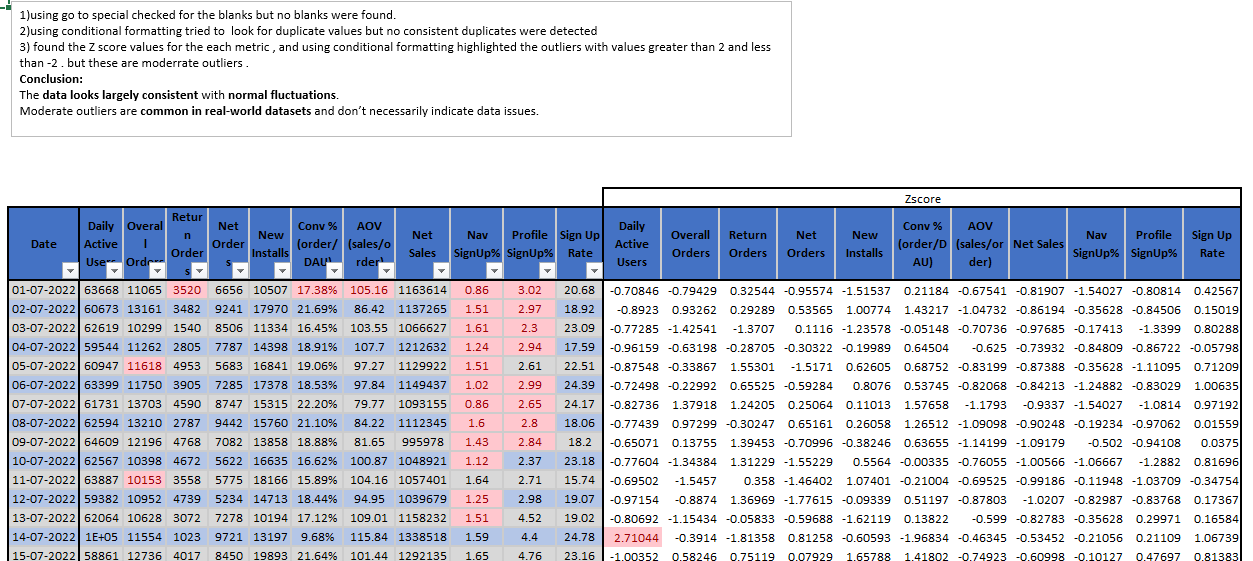 1)using go to special checked for the blanks but no blanks were found.
2)using conditional formatting tried to  look for duplicate values but no consistent duplicates were detected
3) found the Z score values for the each metric , and using conditional formatting highlighted the outliers with values greater than 2 and less
than -2 . but these are moderrate outliers .
Conclusion:
The data looks largely consistent with normal fluctuations.
Moderate outliers are common in real-world datasets and don't necessarily indicate data issues.
Zscore
Date Daily Active Users Overall Orders Return Orders Net Orders New Installs Conv % (order/DAU) AOV (sales/order) Net Sales Nav SignUp% Profile SignUp% Sign Up Rate Daily Active Users Overall Orders Return Orders Net Orders New Installs Conv % (order/DAU) AOV (sales/order) Net Sales Nav SignUp% Profile SignUp% Sign Up Rate
01-07-2022 63668 11065 3520 6656 10507 17.38% 105.16 1163614 0.86 3.02 20.68 -0.70846 -0.79429 0.32544 -0.95574 -1.51537 0.21184 -0.67541 -0.81907 -1.54027 -0.80814 0.42567
02-07-2022 60673 13161 3482 9241 17970 21.69% 86.42 1137265 1.51 2.97 18.92 -0.8923 0.93262 0.29289 0.53565 1.00774 1.43217 -1.04732 -0.86194 -0.35628 -0.84506 0.15019
03-07-2022 62619 10299 1540 8506 11334 16.45% 103.55 1066627 1.61 2.3 23.09 -0.77285 -1.42541 -1.3707 0.1116 -1.23578 -0.05148 -0.70736 -0.97685 -0.17413 -1.3399 0.80288
04-07-2022 59544 11262 2805 7787 14398 18.91% 107.7 1212632 1.24 2.94 17.59 -0.96159 -0.63198 -0.28705 -0.30322 -0.19989 0.64504 -0.625 -0.73932 -0.84809 -0.86722 -0.05798
05-07-2022 60947 11618 4953 5683 16841 19.06% 97.27 1129922 1.51 2.61 22.51 -0.87548 -0.33867 1.55301 -1.5171 0.62605 0.68752 -0.83199 -0.87388 -0.35628 -1.11095 0.71209
06-07-2022 63399 11750 3905 7285 17378 18.53% 97.84 1149437 1.02 2.99 24.39 -0.72498 -0.22992 0.65525 -0.59284 0.8076 0.53745 -0.82068 -0.84213 -1.24882 -0.83029 1.00635
07-07-2022 61731 13703 4590 8747 15315 22.20% 79.77 1093155 0.86 2.65 24.17 -0.82736 1.37918 1.24205 0.25064 0.11013 1.57658 -1.1793 -0.9337 -1.54027 -1.0814 0.97192
08-07-2022 62594 13210 2787 9442 15760 21.10% 84.22 1112345 1.6 2.8 18.06 -0.77439 0.97299 -0.30247 0.65161 0.26058 1.26512 -1.09098 -0.90248 -0.19234 -0.97062 0.01559
09-07-2022 64609 12196 4768 7082 13858 18.88% 81.65 995978 1.43 2.84 18.2 -0.65071 0.13755 1.39453 -0.70996 -0.38246 0.63655 -1.14199 -1.09179 -0.502 -0.94108 0.0375
10-07-2022 62567 10398 4672 5622 16635 16.62% 100.87 1048921 1.12 2.37 23.18 -0.77604 -1.34384 1.31229 -1.55229 0.5564 -0.00335 -0.76055 -1.00566 -1.06667 -1.2882 0.81696
11-07-2022 63887 10153 3558 5775 18166 15.89% 104.16 1057401 1.64 2.71 15.74 -0.69502 -1.5457 0.358 -1.46402 1.07401 -0.21004 -0.69525 -0.99186 -0.11948 -1.03709 -0.34754
12-07-2022 59382 10952 4739 5234 14713 18.44% 94.95 1039679 1.25 2.98 19.07 -0.97154 -0.8874 1.36969 -1.77615 -0.09339 0.51197 -0.87803 -1.0207 -0.82987 -0.83768 0.17367
13-07-2022 62064 10628 3072 7278 10194 17.12% 109.01 1158232 1.51 4.52 19.02 -0.80692 -1.15434 -0.05833 -0.59688 -1.62119 0.13822 -0.599 -0.82783 -0.35628 0.29971 0.16584
14-07-2022 1E+05 11554 1023 9721 13197 9.68% 115.84 1338518 1.59 4.4 24.78 2.71044 -0.3914 -1.81358 0.81258 -0.60593 -1.96834 -0.46345 -0.53452 -0.21056 0.21109 1.06739
15-07-2022 58861 12736 4017 8450 19893 21.64% 101.44 1292135 1.65 4.76 23.16 -1.00352 0.58246 0.75119 0.07929 1.65788 1.41802 -0.74923 -0.60998 -0.10127 0.47697 0.81383